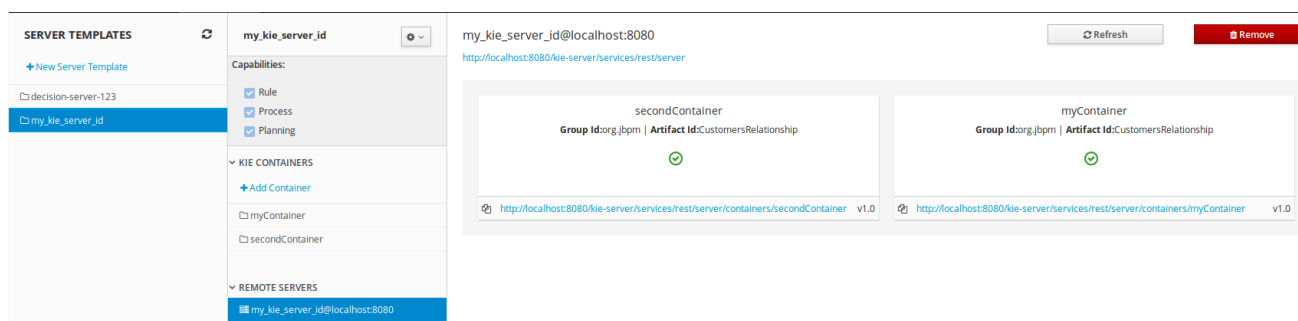 SERVER TEMPLATES
+ New Server Template
decision-server-123
my_kie_server_id
my_kie_server_id
Capabilities:
Rule
Process
Planning
KIE CONTAINERS
+ Add Container
myContainer
secondContainer
REMOTE SERVERS
my_kie_server_id@localhost:8080
my_kie_server_id@localhost:8080
Refresh
Remove
http://localhost:8080/kie-server/services/rest/server
secondContainer
Group Id:org.jbpm | Artifact Id:CustomersRelationship
http://localhost:8080/kie-server/services/rest/server/containers/secondContainer v1.0
myContainer
Group Id:org.jbpm | Artifact Id:CustomersRelationship
http://localhost:8080/kie-server/services/rest/server/containers/myContainer v1.0